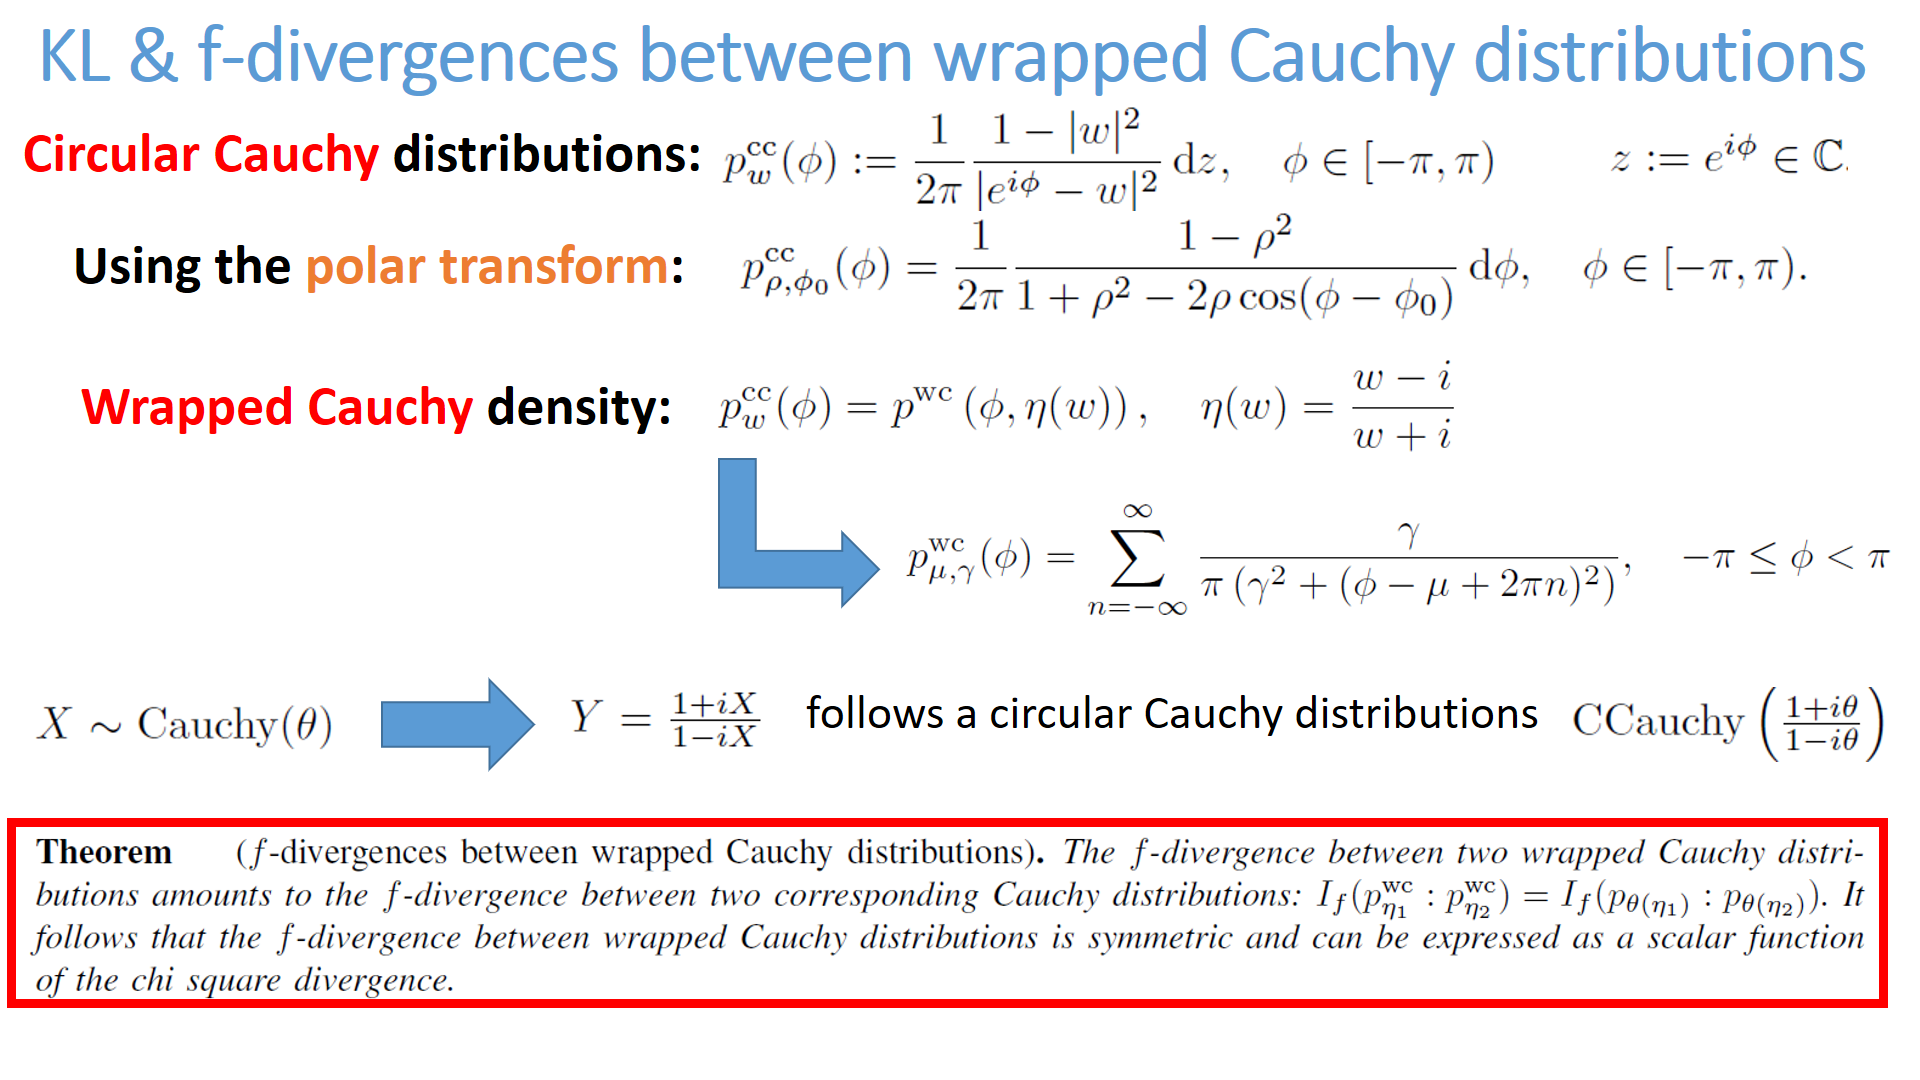 KL & f-divergences between wrapped Cauchy distributions
Circular Cauchy distributions: $p_w^{\mathrm{cc}}(\phi) := \frac{1}{2\pi} \frac{1-|w|^2}{|e^{i\phi}-w|^2} \,\mathrm{d}z, \quad \phi \in [-\pi, \pi) \qquad z := e^{i\phi} \in \mathbb{C}.$
Using the polar transform: $p_{\rho,\phi_0}^{\mathrm{cc}}(\phi) = \frac{1}{2\pi} \frac{1-\rho^2}{1+\rho^2-2\rho\cos(\phi-\phi_0)} \,\mathrm{d}\phi, \quad \phi \in [-\pi, \pi).$
Wrapped Cauchy density: $p_w^{\mathrm{cc}}(\phi) = p^{\mathrm{wc}}(\phi, \eta(w)), \quad \eta(w) = \frac{w-i}{w+i}$
$p_{\mu,\gamma}^{\mathrm{wc}}(\phi) = \sum_{n=-\infty}^{\infty} \frac{\gamma}{\pi(\gamma^2+(\phi-\mu+2\pi n)^2)}, \quad -\pi \leq \phi < \pi$
$X \sim \mathrm{Cauchy}(\theta)$ $Y = \frac{1+iX}{1-iX}$ follows a circular Cauchy distributions $\mathrm{CCauchy}\left(\frac{1+i\theta}{1-i\theta}\right)$
Theorem (f-divergences between wrapped Cauchy distributions). The f-divergence between two wrapped Cauchy distri-
butions amounts to the f-divergence between two corresponding Cauchy distributions: $I_f(p_{\eta_1}^{\mathrm{wc}} : p_{\eta_2}^{\mathrm{wc}}) = I_f(p_{\theta(\eta_1)} : p_{\theta(\eta_2)})$. It
follows that the f-divergence between wrapped Cauchy distributions is symmetric and can be expressed as a scalar function
of the chi square divergence.